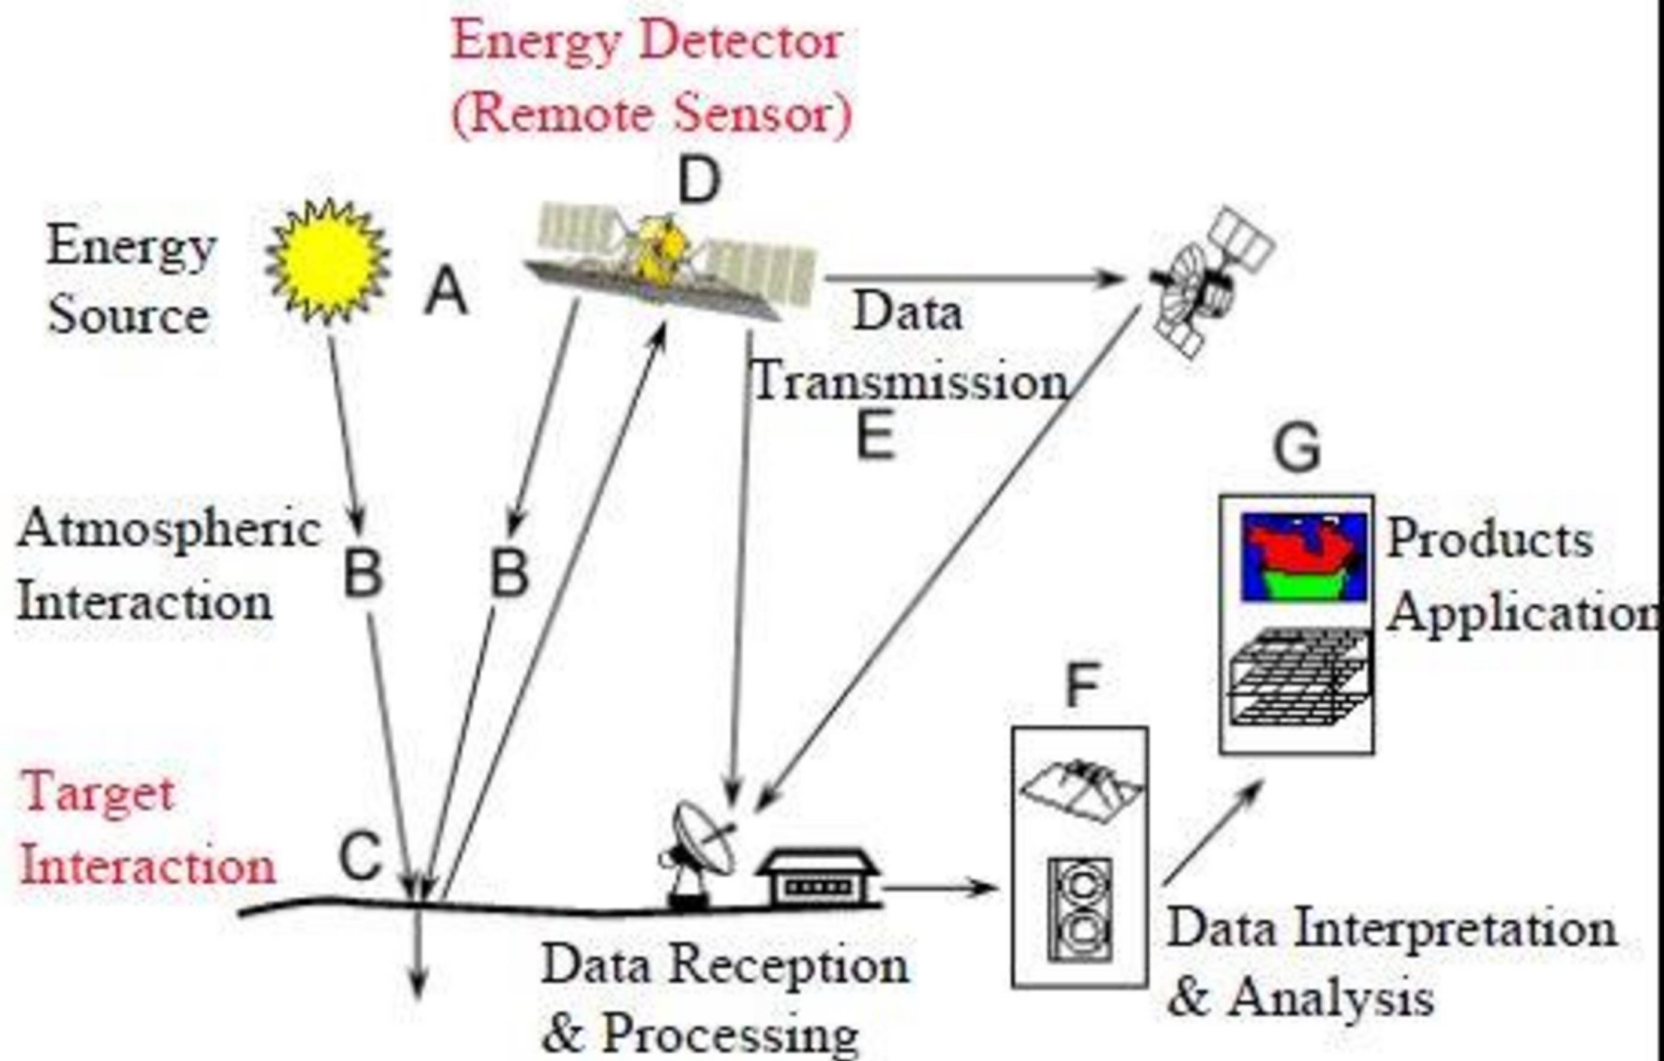 Energy Detector
(Remote Sensor)
D
Energy
Source
A
Data
Transmission
E
G
Atmospheric
Interaction
B
B
Products
Application
F
Target
Interaction
C
Data Reception
& Processing
Data Interpretation
& Analysis